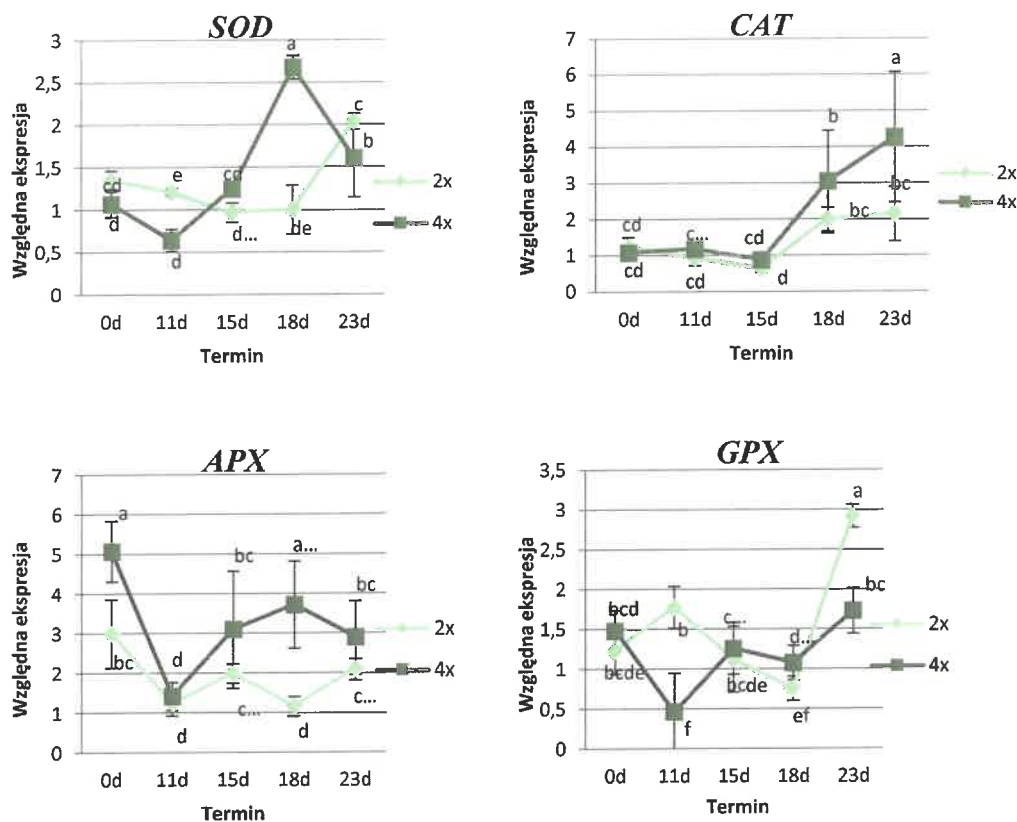 SOD
Względna ekspresja
3
2,5
2
1,5
1
0,5
0
a
c
b
cd
e
cd
d
d...
de
d
0d 11d 15d 18d 23d
Termin
2x
4x
CAT
Względna ekspresja
7
6
5
4
3
2
1
0
a
b
bc
bc
cd
c...
cd
cd
cd
d
0d 11d 15d 18d 23d
Termin
2x
4x
APX
Względna ekspresja
7
6
5
4
3
2
1
0
a
bc
a...
bc
bc
d
c...
c...
d
d
0d 11d 15d 18d 23d
Termin
2x
4x
GPX
Względna ekspresja
3,5
3
2,5
2
1,5
1
0,5
0
a
bc
bcd
b
c...
d...
bcde
bcde
ef
f
0d 11d 15d 18d 23d
Termin
2x
4x